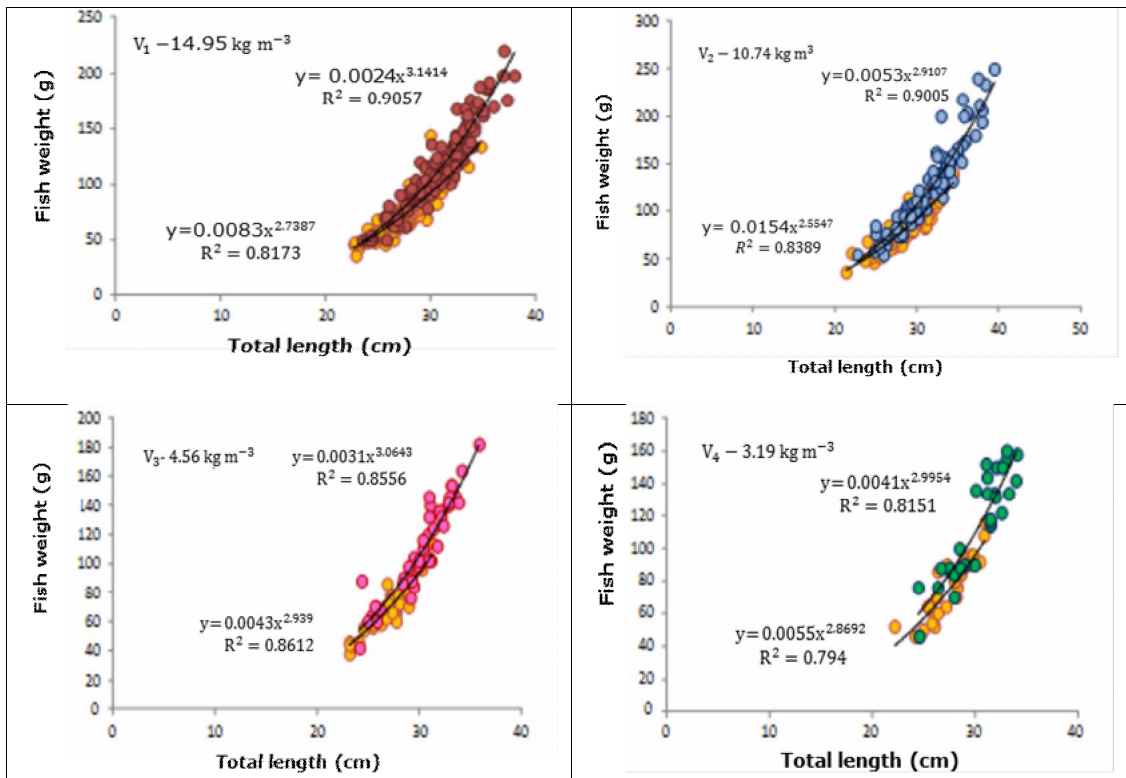 250
200
150
100
50
0
Fish weight (g)
V₁ −14.95 kg m⁻³
y= 0.0024x^3.1414
R² = 0.9057
y=0.0083x^2.7387
R² = 0.8173
0 10 20 30 40
Total length (cm)
300
250
200
150
100
50
0
Fish weight (g)
V₂ − 10.74 kg m³
y= 0.0053x^2.9107
R² = 0.9005
y= 0.0154x^2.5547
R² = 0.8389
0 10 20 30 40 50
Total length (cm)
200
180
160
140
120
100
80
60
40
20
0
Fish weight (g)
V₃- 4.56 kg m⁻³
y=0.0031x^3.0643
R² = 0.8556
y=0.0043x^2.939
R² = 0.8612
0 10 20 30 40
Total length (cm)
180
160
140
120
100
80
60
40
20
0
Fish weight (g)
V₄ − 3.19 kg m⁻³
y=0.0041x^2.9954
R² = 0.8151
y=0.0055x^2.8692
R² = 0.794
0 10 20 30 40
Total length (cm)